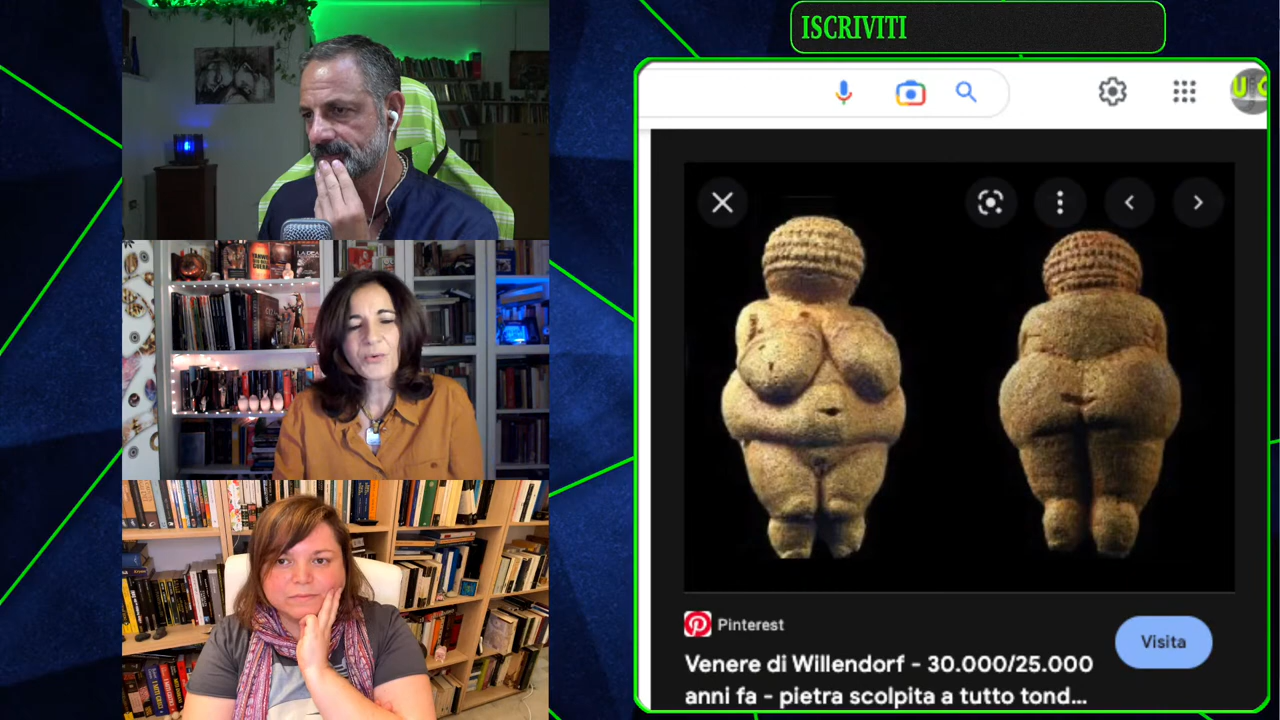 ISCRIVITI
Pinterest
Visita
Venere di Willendorf - 30.000/25.000
anni fa - pietra scolpita a tutto tond...